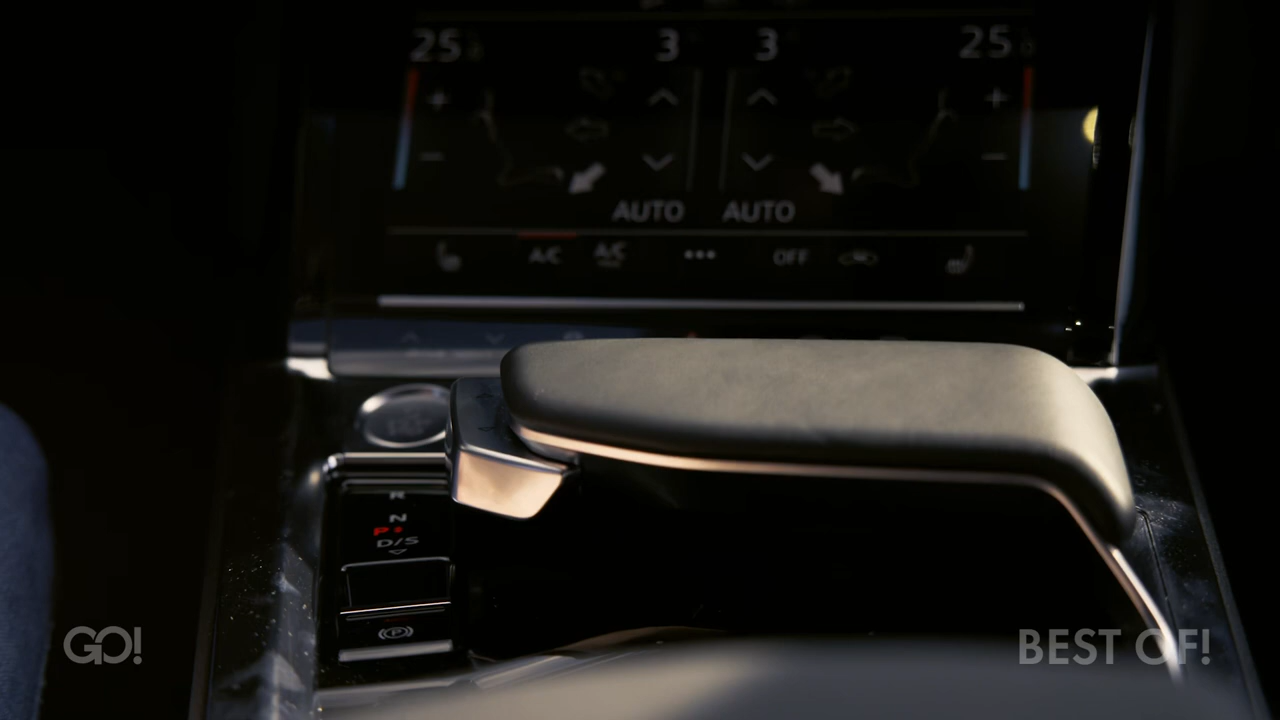 25 3 3 25
AUTO AUTO
A/C A/C ••• OFF
R
N
P
D/S
(P)
GO! BEST OF!